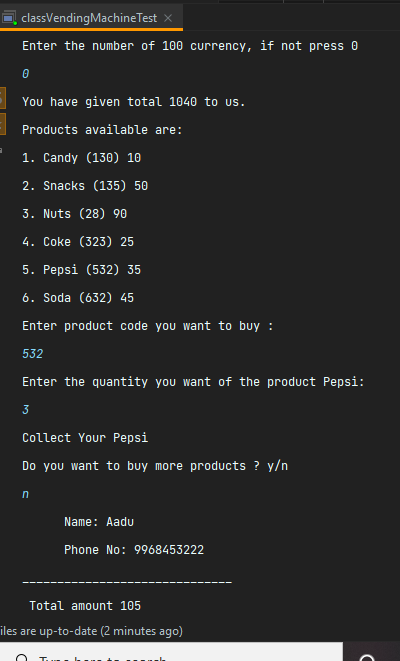 classVendingMachineTest
Enter the number of 100 currency, if not press 0
0
You have given total 1040 to us.
Products available are:
1. Candy (130) 10
2. Snacks (135) 50
3. Nuts (28) 90
4. Coke (323) 25
5. Pepsi (532) 35
6. Soda (632) 45
Enter product code you want to buy :
532
Enter the quantity you want of the product Pepsi:
3
Collect Your Pepsi
Do you want to buy more products ? y/n
n
Name: Aadu
Phone No: 9968453222
______________________________
Total amount 105
iles are up-to-date (2 minutes ago)
Type here to search